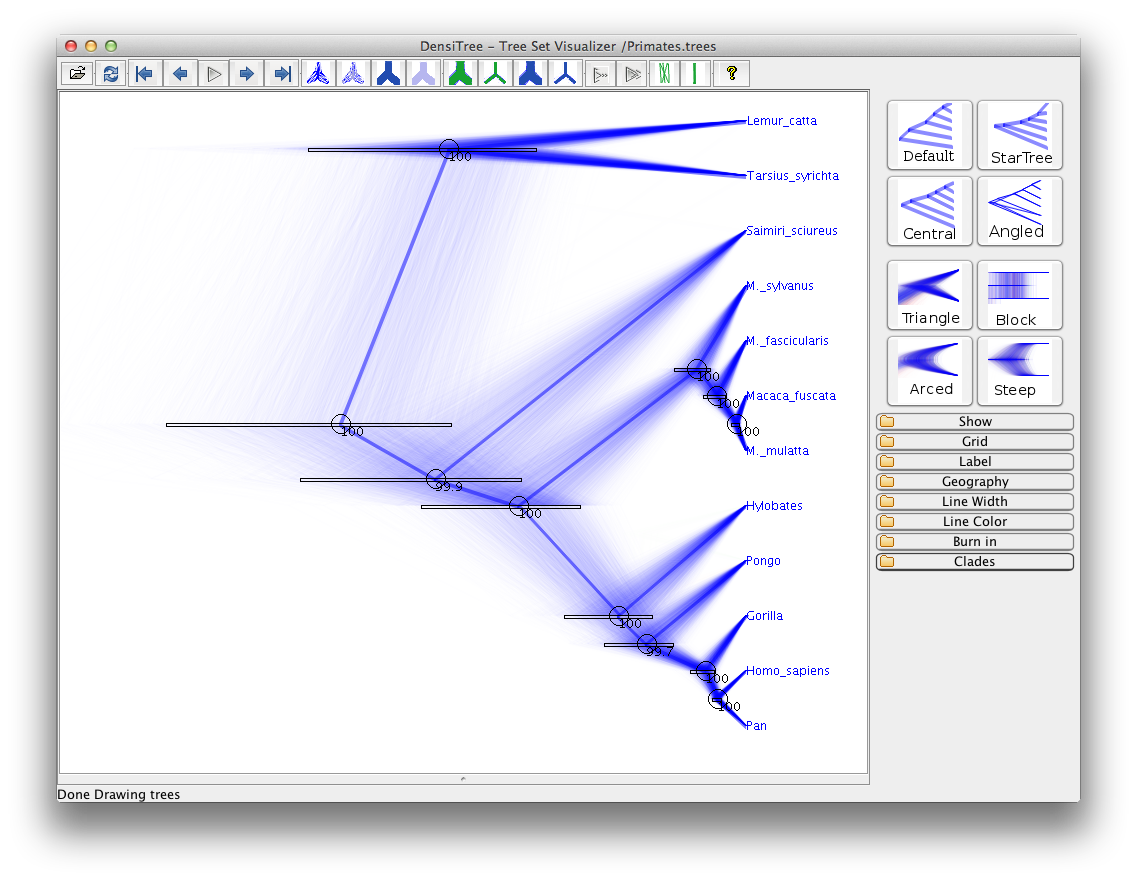 DensiTree - Tree Set Visualizer /Primates.trees
?
Lemur_catta
100
Tarsius_syrichta
Saimiri_sciureus
M._sylvanus
M._fascicularis
100
Macaca_fuscata
100
100
100
M._mulatta
99.9
Hylobates
100
Pongo
Gorilla
100
99.7
Homo_sapiens
100
100
Pan
Default
StarTree
Central
Angled
Triangle
Block
Arced
Steep
Show
Grid
Label
Geography
Line Width
Line Color
Burn in
Clades
Done Drawing trees